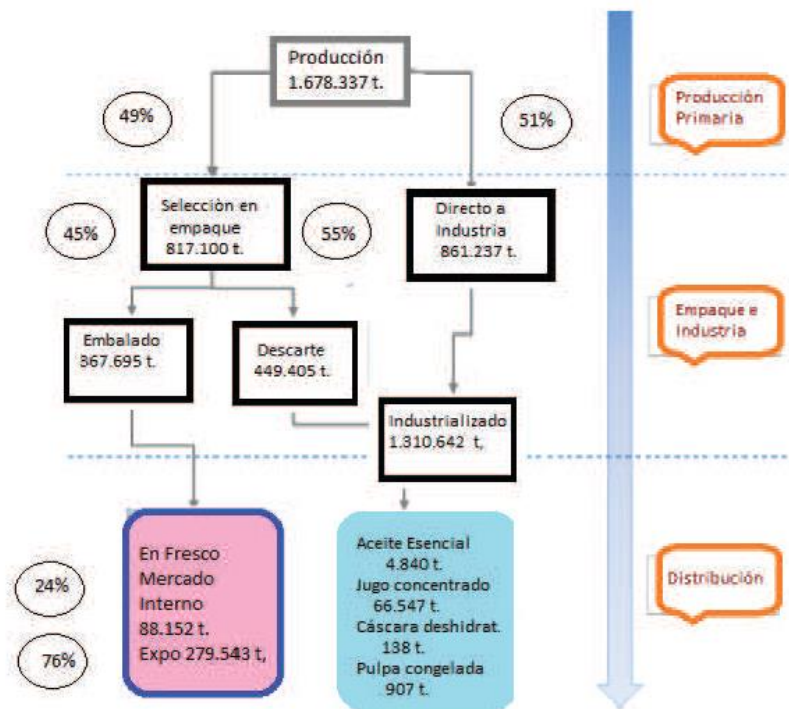 Producción
1.678.337 t.
49%
51%
Producción
Primaria
Selecciòn en
empaque
817.100 t.
45%
55%
Directo a
Industria
861.237 t.
Embalado
367.695 t.
Descarte
449.405 t.
Empaque e
Industria
Industrializado
1.310.642 t,
En Fresco
Mercado
Interno
88.152 t.
Expo 279.543 t,
24%
76%
Aceite Esencial
4.840 t.
Jugo concentrado
66.547 t.
Cáscara deshidrat.
138 t.
Pulpa congelada
907 t.
Distribución